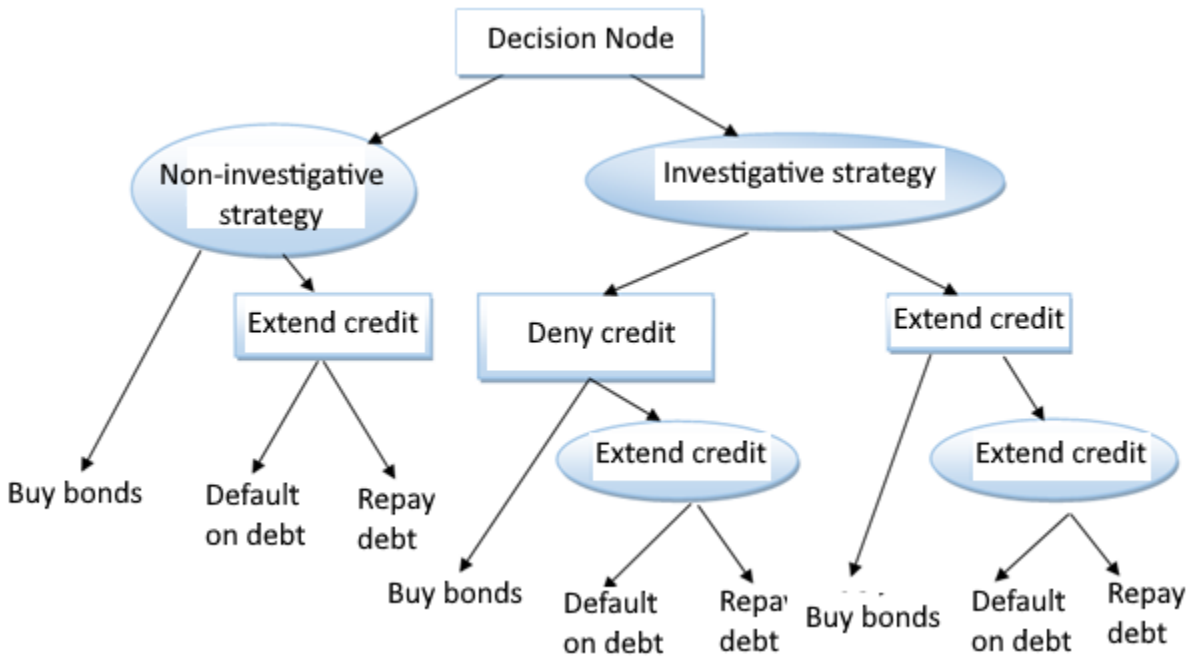 Decision Node
Non-investigative
strategy
Investigative strategy
Extend credit
Deny credit
Extend credit
Extend credit
Extend credit
Buy bonds
Default
on debt
Repay
debt
Buy bonds
Default
on debt
Repay
debt
Buy bonds
Default
on debt
Repay
debt